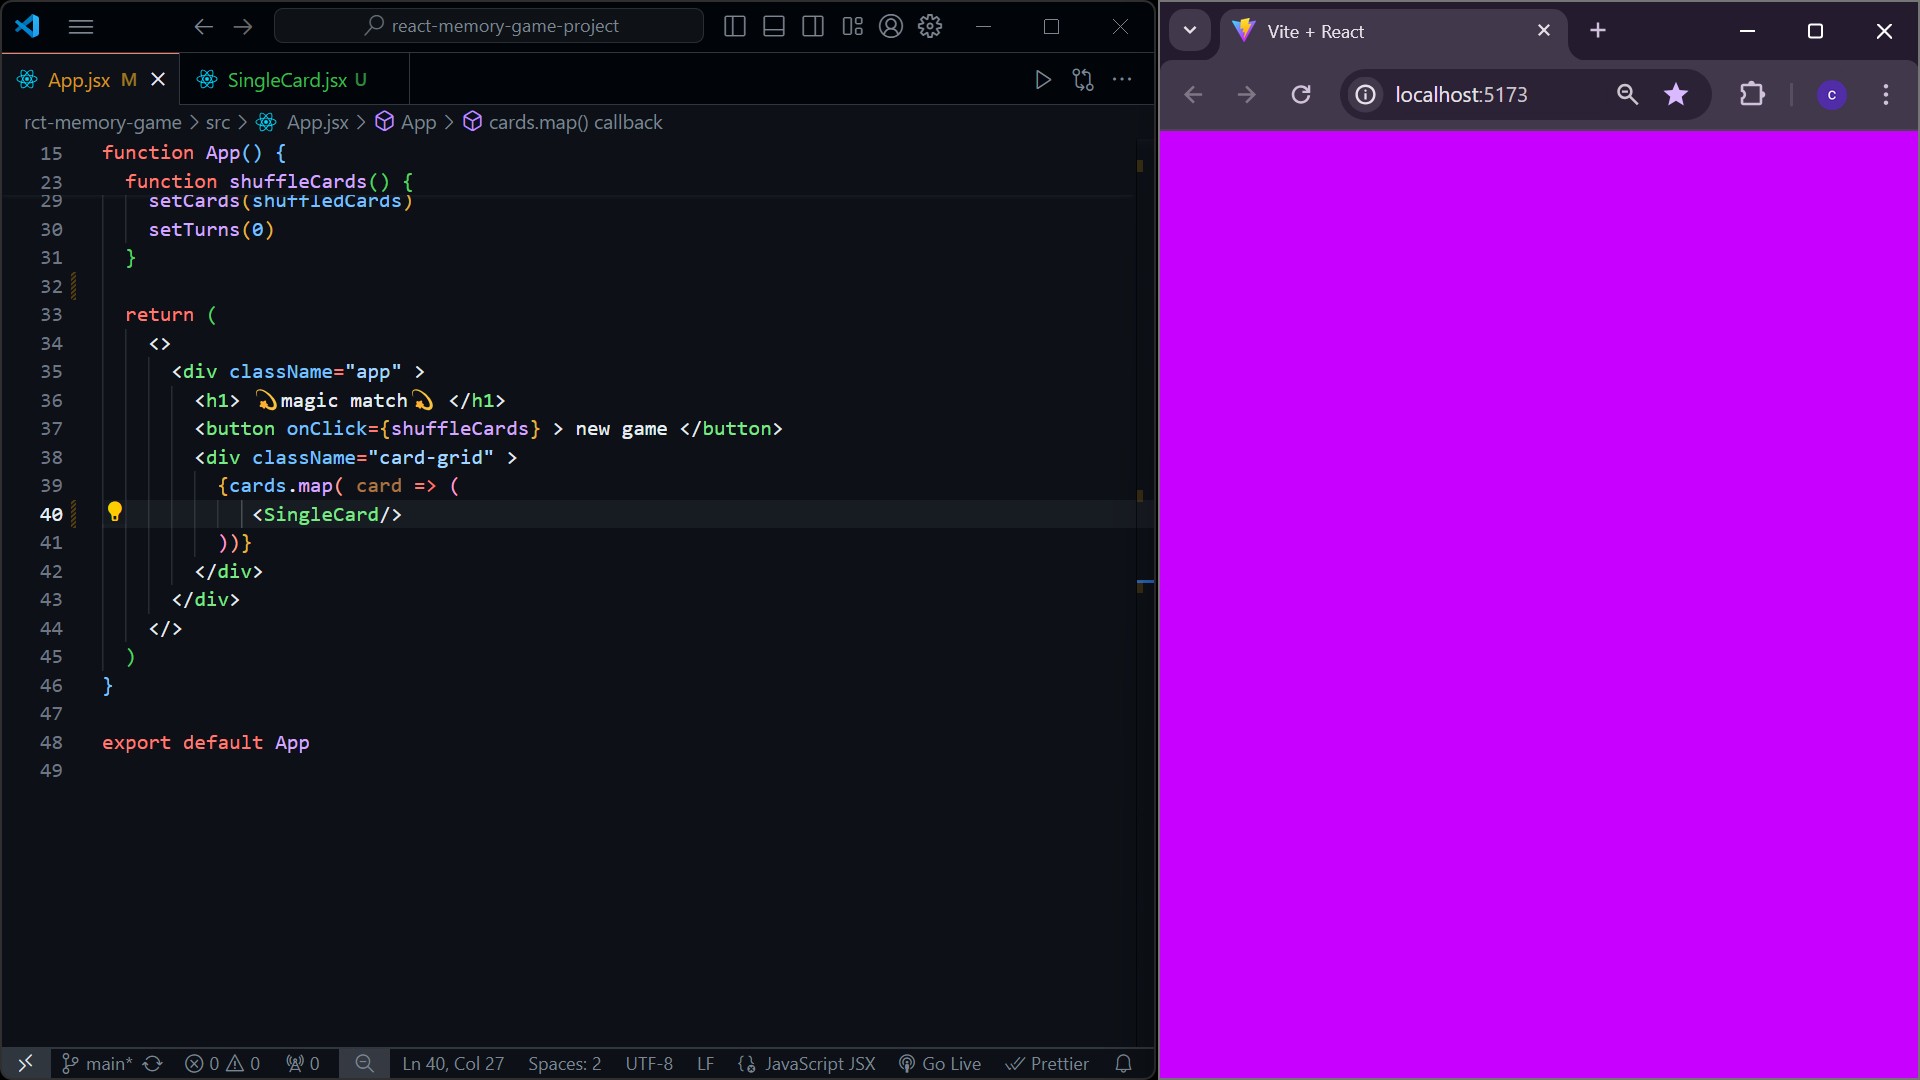 react-memory-game-project
App.jsx M
SingleCard.jsx U
rct-memory-game > src > App.jsx > App > cards.map() callback
15 function App() {
23 function shuffleCards() {
29 setCards(shuffledCards)
30 setTurns(0)
31 }
32
33 return (
34 <>
35 <div className="app" >
36 <h1> 💫magic match💫 </h1>
37 <button onClick={shuffleCards} > new game </button>
38 <div className="card-grid" >
39 {cards.map( card => (
40 <SingleCard/>
41 ))}
42 </div>
43 </div>
44 </>
45 )
46 }
47
48 export default App
49
main* 0 0 0 Ln 40, Col 27 Spaces: 2 UTF-8 LF JavaScript JSX Go Live Prettier
Vite + React
localhost:5173
c